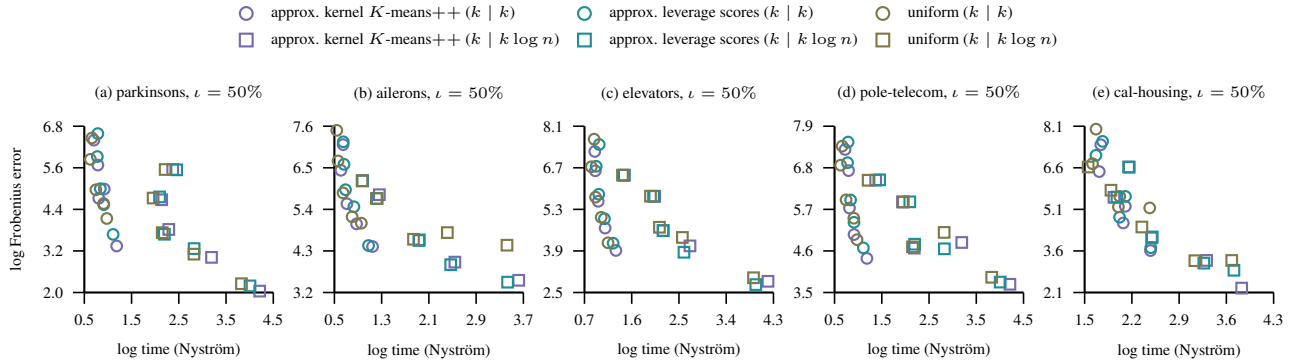 approx. kernel K-means++ (k | k)
approx. leverage scores (k | k)
uniform (k | k)
approx. kernel K-means++ (k | k log n)
approx. leverage scores (k | k log n)
uniform (k | k log n)
(a) parkinsons, ι = 50%
(b) ailerons, ι = 50%
(c) elevators, ι = 50%
(d) pole-telecom, ι = 50%
(e) cal-housing, ι = 50%
log Frobenius error
6.8
5.6
4.4
3.2
2.0
0.5 1.5 2.5 3.5 4.5
log time (Nyström)
7.6
6.5
5.4
4.3
3.2
0.5 1.3 2.1 2.9 3.7
log time (Nyström)
8.1
6.7
5.3
3.9
2.5
0.7 1.6 2.5 3.4 4.3
log time (Nyström)
7.9
6.8
5.7
4.6
3.5
0.5 1.5 2.5 3.5 4.5
log time (Nyström)
8.1
6.6
5.1
3.6
2.1
1.5 2.2 2.9 3.6 4.3
log time (Nyström)